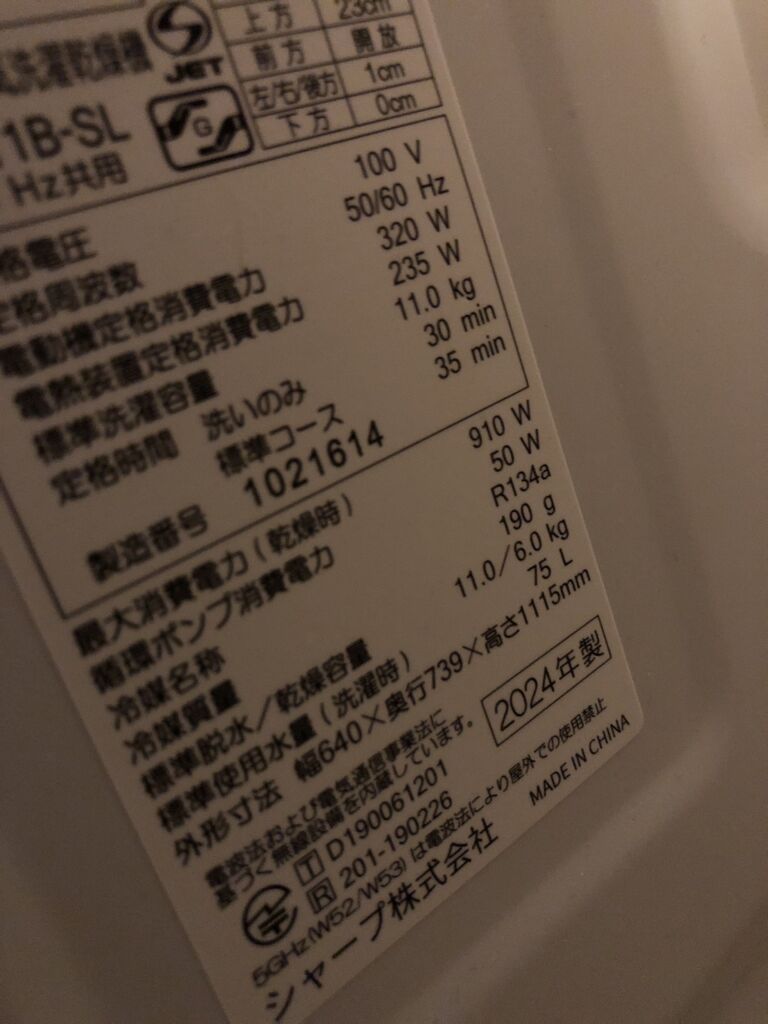 上方 23cm
洗濯乾燥機 前方 開放
JET 左/右/後方 1cm
1B-SL G 下方 0cm
Hz共用
格電圧 100 V
定格周波数 50/60 Hz
電動機定格消費電力 320 W
電熱装置定格消費電力 235 W
標準洗濯容量 11.0 kg
定格時間 洗いのみ 30 min
標準コース 35 min
製造番号 1021614
最大消費電力(乾燥時) 910 W
循環ポンプ消費電力 50 W
冷媒名称 R134a
冷媒質量 190 g
標準脱水/乾燥容量 11.0/6.0 kg
標準使用水量(洗濯時) 75 L
外形寸法 幅640×奥行739×高さ1115mm
電波法および電気通信事業法に
基づく無線設備を内蔵しています。
2024年製
T D190061201
R 201-190226
5GHz(W52/W53)は電波法により屋外での使用禁止
シャープ株式会社 MADE IN CHINA